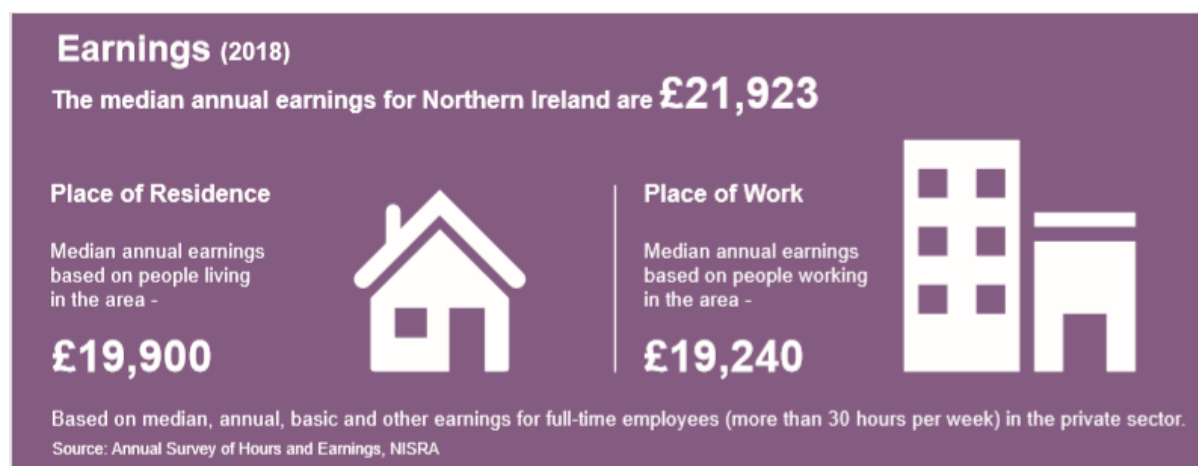 Earnings (2018)
The median annual earnings for Northern Ireland are £21,923
Place of Residence
Median annual earnings
based on people living
in the area -
£19,900
Place of Work
Median annual earnings
based on people working
in the area -
£19,240
Based on median, annual, basic and other earnings for full-time employees (more than 30 hours per week) in the private sector.
Source: Annual Survey of Hours and Earnings, NISRA